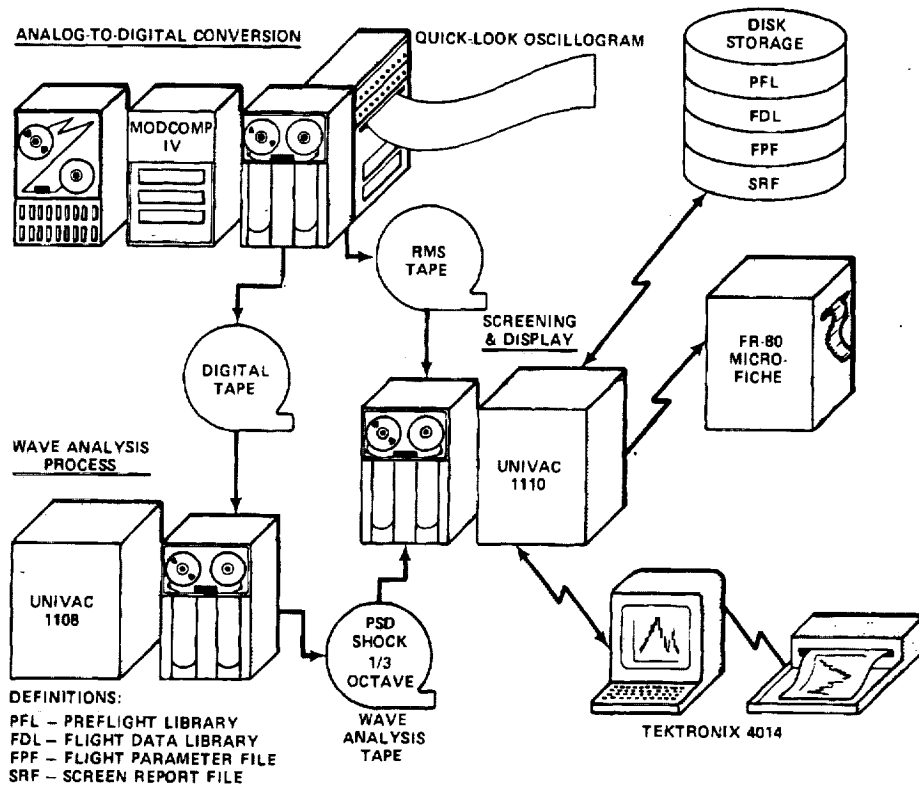 ANALOG-TO-DIGITAL CONVERSION
QUICK-LOOK OSCILLOGRAM
MODCOMP
IV
DISK
STORAGE
PFL
FDL
FPF
SRF
RMS
TAPE
DIGITAL
TAPE
SCREENING
& DISPLAY
FR-80
MICRO-
FICHE
UNIVAC
1110
WAVE ANALYSIS
PROCESS
UNIVAC
1108
PSD
SHOCK
1/3
OCTAVE
WAVE
ANALYSIS
TAPE
TEKTRONIX 4014
DEFINITIONS:
PFL – PREFLIGHT LIBRARY
FDL – FLIGHT DATA LIBRARY
FPF – FLIGHT PARAMETER FILE
SRF – SCREEN REPORT FILE